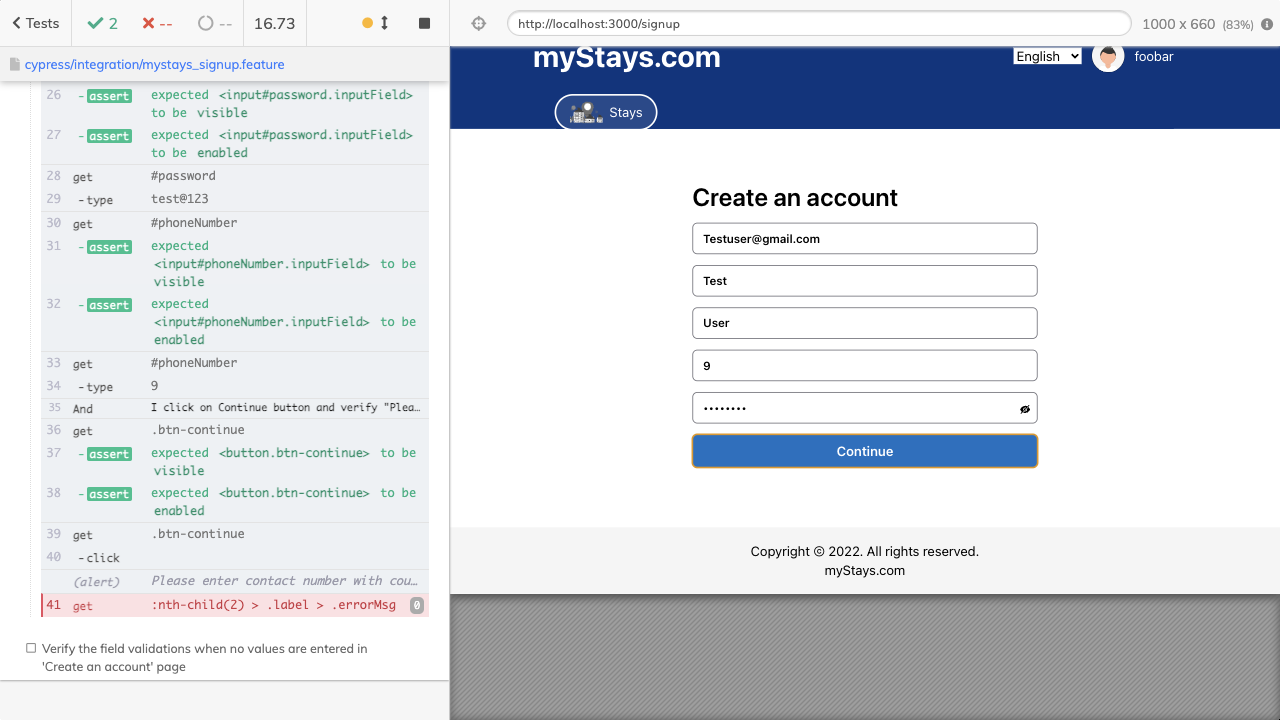 Tests
2
--
--
16.73
http://localhost:3000/signup
1000 x 660 (83%)
cypress/integration/mystays_signup.feature
26 -assert expected <input#password.inputField>
to be visible
27 -assert expected <input#password.inputField>
to be enabled
28 get #password
29 -type test@123
30 get #phoneNumber
31 -assert expected
<input#phoneNumber.inputField> to be
visible
32 -assert expected
<input#phoneNumber.inputField> to be
enabled
33 get #phoneNumber
34 -type 9
35 And I click on Continue button and verify "Plea…
36 get .btn-continue
37 -assert expected <button.btn-continue> to be
visible
38 -assert expected <button.btn-continue> to be
enabled
39 get .btn-continue
40 -click
(alert) Please enter contact number with cou…
41 get :nth-child(2) > .label > .errorMsg 0
Verify the field validations when no values are entered in
'Create an account' page
myStays.com
English
foobar
Stays
Create an account
Testuser@gmail.com
Test
User
9
••••••••
Continue
Copyright © 2022. All rights reserved.
myStays.com